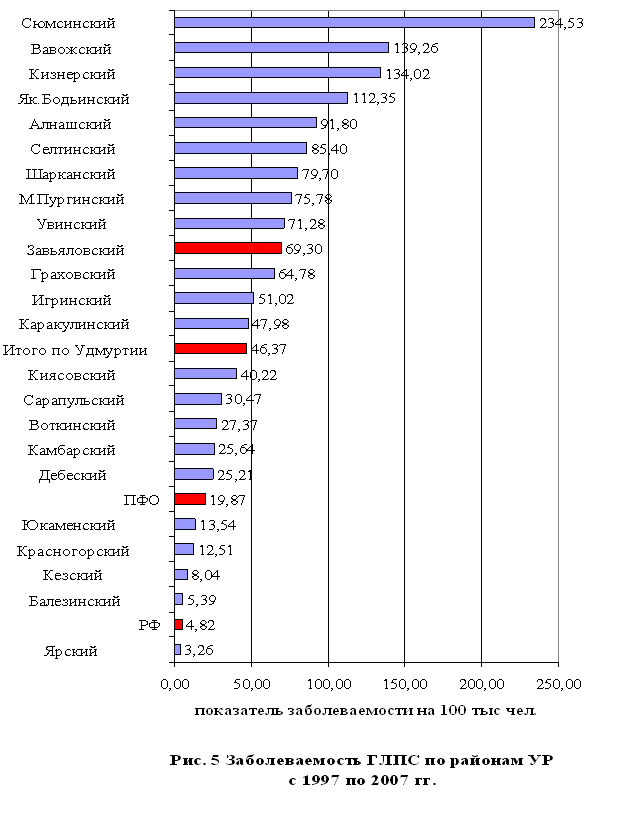 Сюмсинский 234,53
Вавожский 139,26
Кизнерский 134,02
Як.Бодьинский 112,35
Алнашский 91,80
Селтинский 85,40
Шарканский 79,70
М.Пургинский 75,78
Увинский 71,28
Завьяловский 69,30
Граховский 64,78
Игринский 51,02
Каракулинский 47,98
Итого по Удмуртии 46,37
Киясовский 40,22
Сарапульский 30,47
Воткинский 27,37
Камбарский 25,64
Дебеский 25,21
ПФО 19,87
Юкаменский 13,54
Красногорский 12,51
Кезский 8,04
Балезинский 5,39
РФ 4,82
Ярский 3,26
0,00 50,00 100,00 150,00 200,00 250,00
показатель заболеваемости на 100 тыс чел.
Рис. 5 Заболеваемость ГЛПС по районам УР
с 1997 по 2007 гг.